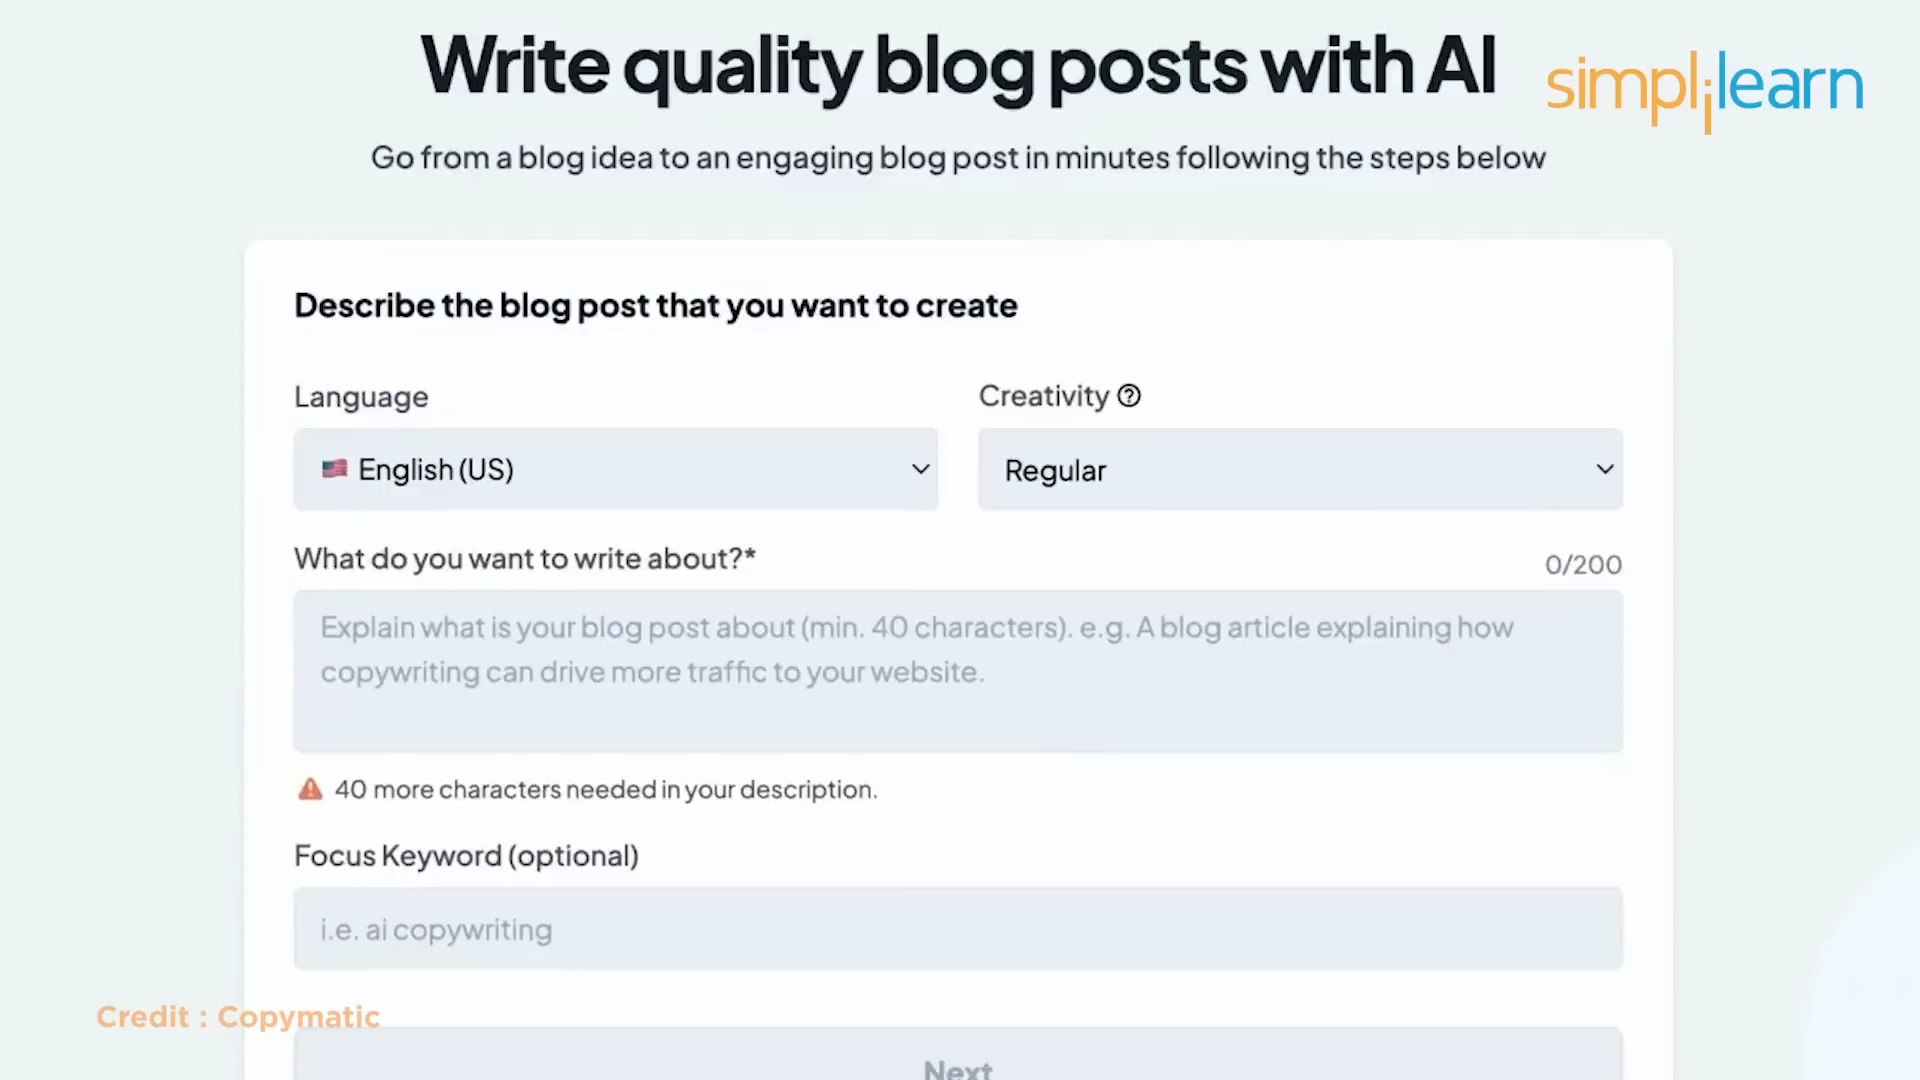 Write quality blog posts with AI
simplilearn
Go from a blog idea to an engaging blog post in minutes following the steps below
Describe the blog post that you want to create
Language
Creativity ?
English (US)
Regular
What do you want to write about?*
0/200
Explain what is your blog post about (min. 40 characters). e.g. A blog article explaining how
copywriting can drive more traffic to your website.
40 more characters needed in your description.
Focus Keyword (optional)
i.e. ai copywriting
Credit : Copymatic
Next